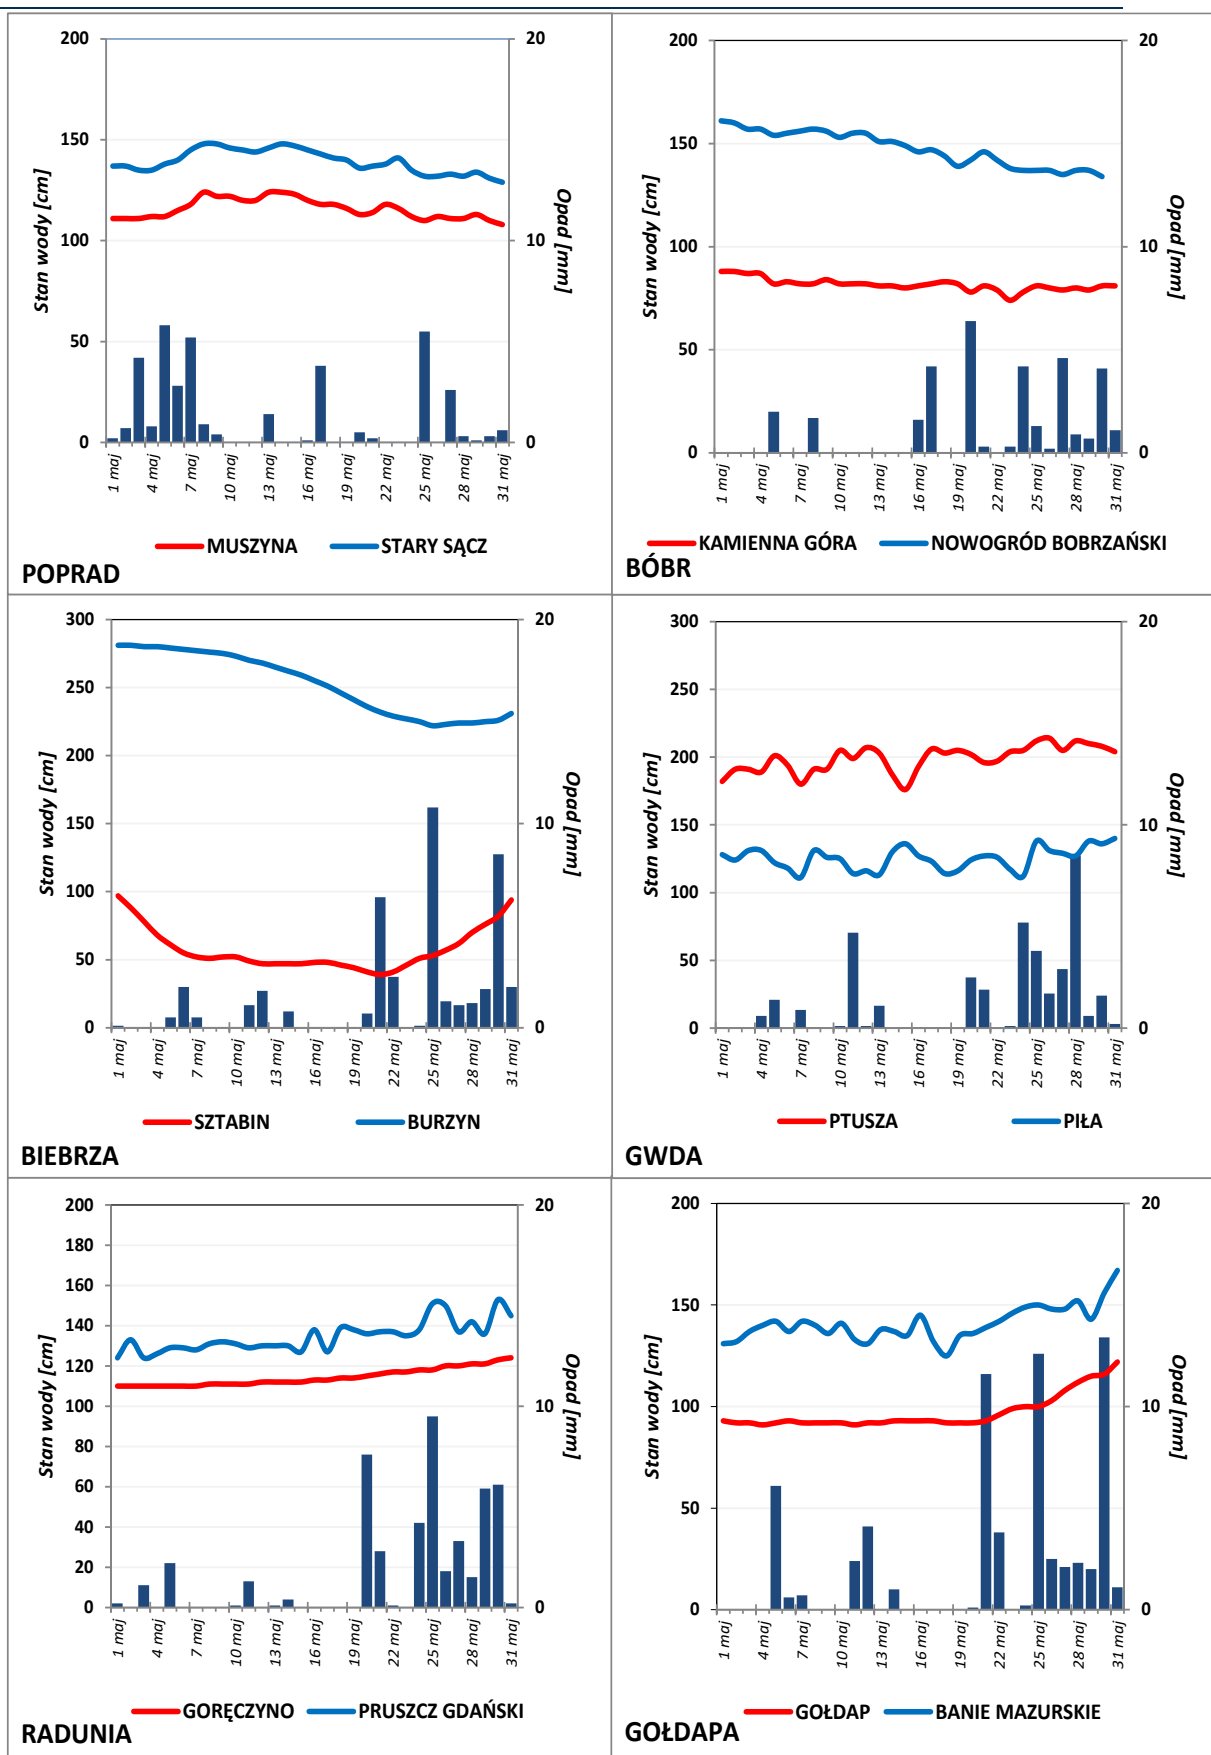 200
150
100
50
0
20
10
0
Stan wody [cm]
Opad [mm]
1 maj
4 maj
7 maj
10 maj
13 maj
16 maj
19 maj
22 maj
25 maj
28 maj
31 maj
MUSZYNA STARY SĄCZ
POPRAD
200
150
100
50
0
20
10
0
Stan wody [cm]
Opad [mm]
1 maj
4 maj
7 maj
10 maj
13 maj
16 maj
19 maj
22 maj
25 maj
28 maj
31 maj
KAMIENNA GÓRA NOWOGRÓD BOBRZAŃSKI
BÓBR
300
250
200
150
100
50
0
20
10
0
Stan wody [cm]
Opad [mm]
1 maj
4 maj
7 maj
10 maj
13 maj
16 maj
19 maj
22 maj
25 maj
28 maj
31 maj
SZTABIN BURZYN
BIEBRZA
300
250
200
150
100
50
0
20
10
0
Stan wody [cm]
Opad [mm]
1 maj
4 maj
7 maj
10 maj
13 maj
16 maj
19 maj
22 maj
25 maj
28 maj
31 maj
PTUSZA PIŁA
GWDA
200
180
160
140
120
100
80
60
40
20
0
20
10
0
Stan wody [cm]
Opad [mm]
1 maj
4 maj
7 maj
10 maj
13 maj
16 maj
19 maj
22 maj
25 maj
28 maj
31 maj
GORĘCZYNO PRUSZCZ GDAŃSKI
RADUNIA
200
150
100
50
0
20
10
0
Stan wody [cm]
Opad [mm]
1 maj
4 maj
7 maj
10 maj
13 maj
16 maj
19 maj
22 maj
25 maj
28 maj
31 maj
GOŁDAP BANIE MAZURSKIE
GOŁDAPA